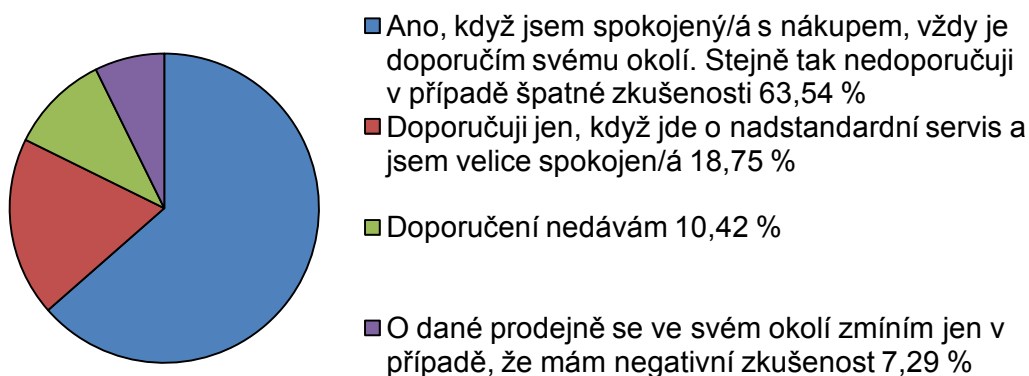 Ano, když jsem spokojený/á s nákupem, vždy je
doporučím svému okolí. Stejně tak nedoporučuji
v případě špatné zkušenosti 63,54 %
Doporučuji jen, když jde o nadstandardní servis a
jsem velice spokojen/á 18,75 %
Doporučení nedávám 10,42 %
O dané prodejně se ve svém okolí zmíním jen v
případě, že mám negativní zkušenost 7,29 %